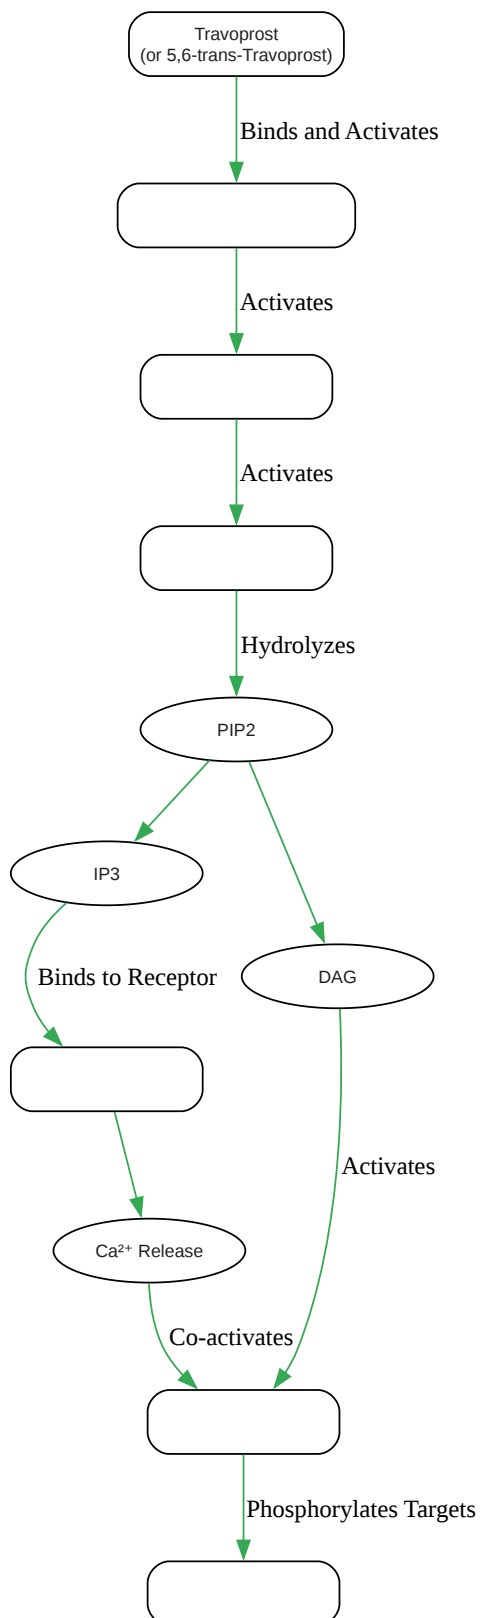 Travoprost
(or 5,6-trans-Travoprost)
Binds and Activates
Activates
Activates
Hydrolyzes
PIP2
IP3
Binds to Receptor
DAG
Activates
Ca²⁺ Release
Co-activates
Phosphorylates Targets